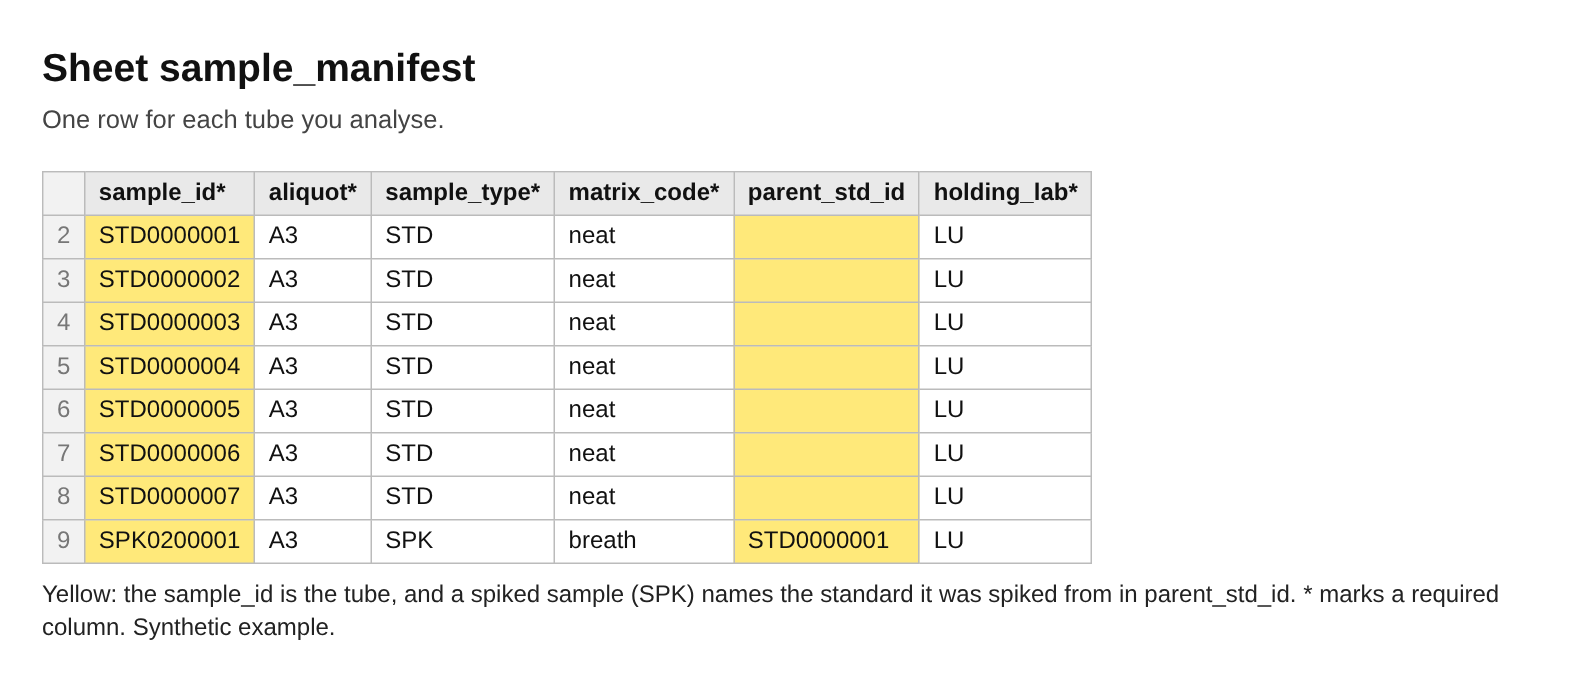 Sheet sample_manifest
One row for each tube you analyse.
sample_id* aliquot* sample_type* matrix_code* parent_std_id holding_lab*
2 STD0000001 A3 STD neat LU
3 STD0000002 A3 STD neat LU
4 STD0000003 A3 STD neat LU
5 STD0000004 A3 STD neat LU
6 STD0000005 A3 STD neat LU
7 STD0000006 A3 STD neat LU
8 STD0000007 A3 STD neat LU
9 SPK0200001 A3 SPK breath STD0000001 LU
Yellow: the sample_id is the tube, and a spiked sample (SPK) names the standard it was spiked from in parent_std_id. * marks a required
column. Synthetic example.